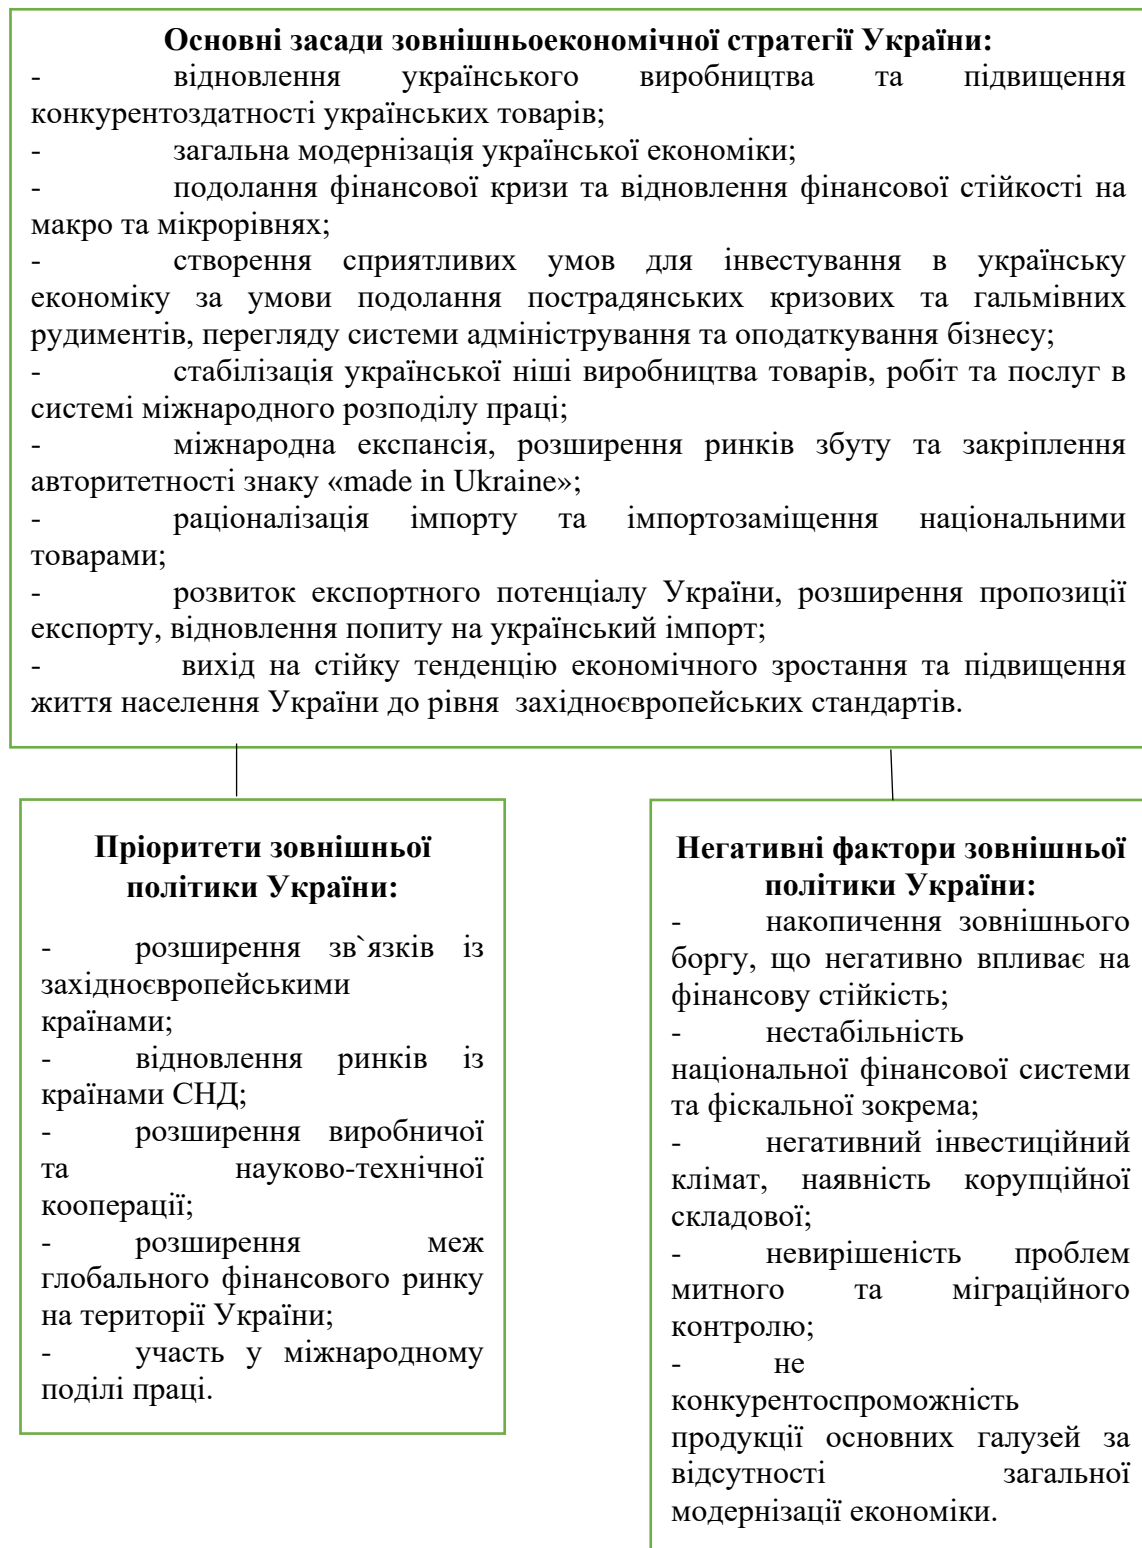 Основні засади зовнішньоекономічної стратегії України:
- відновлення українського виробництва та підвищення
конкурентоздатності українських товарів;
- загальна модернізація української економіки;
- подолання фінансової кризи та відновлення фінансової стійкості на
макро та мікрорівнях;
- створення сприятливих умов для інвестування в українську
економіку за умови подолання пострадянських кризових та гальмівних
рудиментів, перегляду системи адміністрування та оподаткування бізнесу;
- стабілізація української ніші виробництва товарів, робіт та послуг в
системі міжнародного розподілу праці;
- міжнародна експансія, розширення ринків збуту та закріплення
авторитетності знаку «made in Ukraine»;
- раціоналізація імпорту та імпортозаміщення національними
товарами;
- розвиток експортного потенціалу України, розширення пропозиції
експорту, відновлення попиту на український імпорт;
- вихід на стійку тенденцію економічного зростання та підвищення
життя населення України до рівня західноєвропейських стандартів.
Пріоритети зовнішньої
політики України:
- розширення зв`язків із
західноєвропейськими
країнами;
- відновлення ринків із
країнами СНД;
- розширення виробничої
та науково-технічної
кооперації;
- розширення меж
глобального фінансового ринку
на території України;
- участь у міжнародному
поділі праці.
Негативні фактори зовнішньої
політики України:
- накопичення зовнішнього
боргу, що негативно впливає на
фінансову стійкість;
- нестабільність
національної фінансової системи
та фіскальної зокрема;
- негативний інвестиційний
клімат, наявність корупційної
складової;
- невирішеність проблем
митного та міграційного
контролю;
- не
конкурентоспроможність
продукції основних галузей за
відсутності загальної
модернізації економіки.